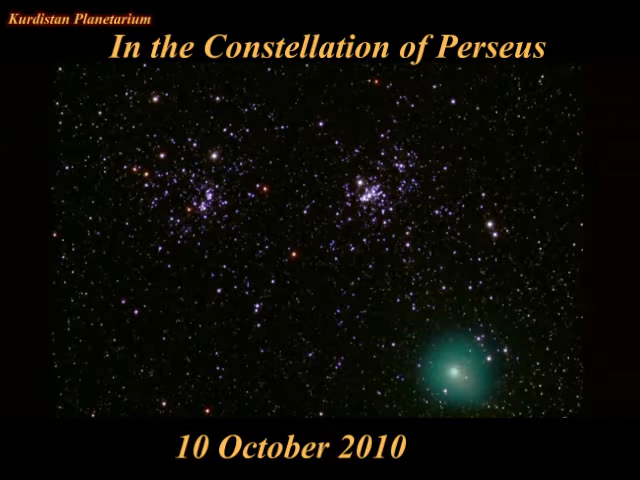 Kurdistan Planetarium
In the Constellation of Perseus
10 October 2010